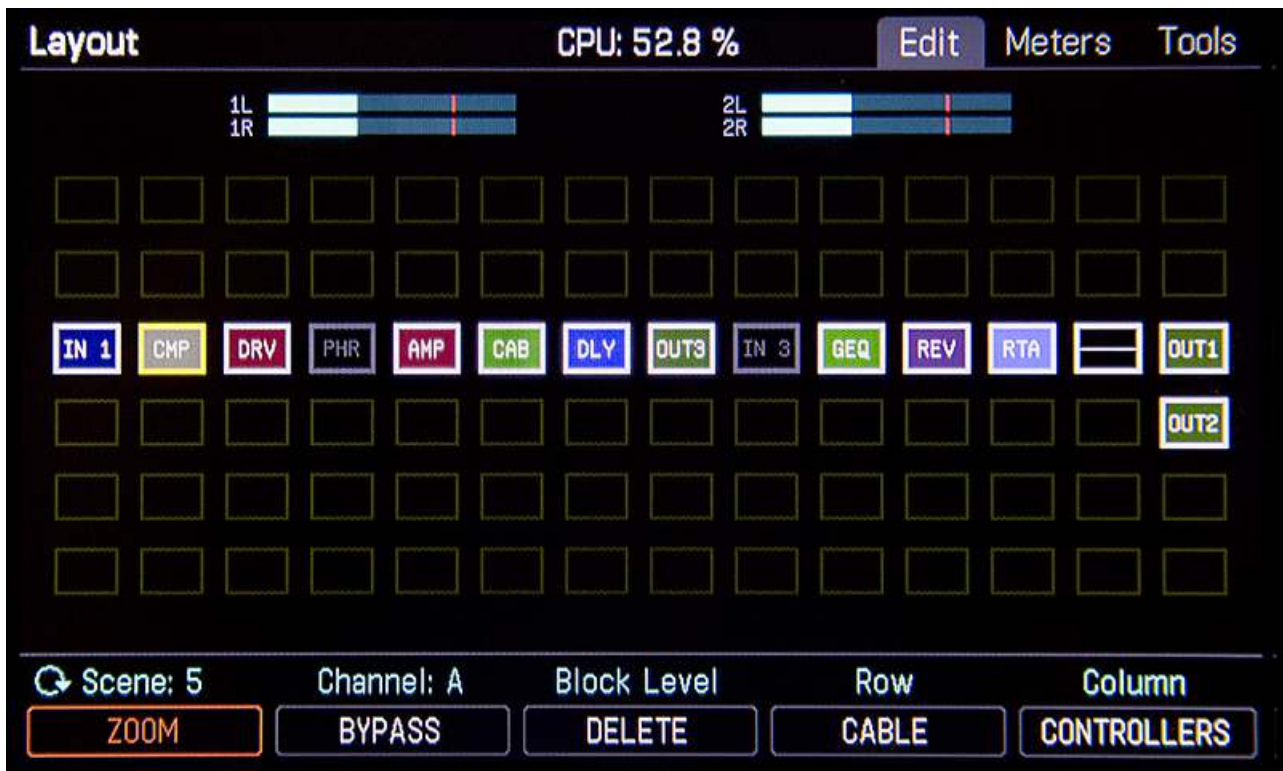 Layout CPU: 52.8 % Edit Meters Tools
1L 2L
1R 2R
IN 1 CMP DRV PHR AMP CAB DLY OUT3 IN 3 GEQ REV RTA OUT1
OUT2
Scene: 5 Channel: A Block Level Row Column
ZOOM BYPASS DELETE CABLE CONTROLLERS